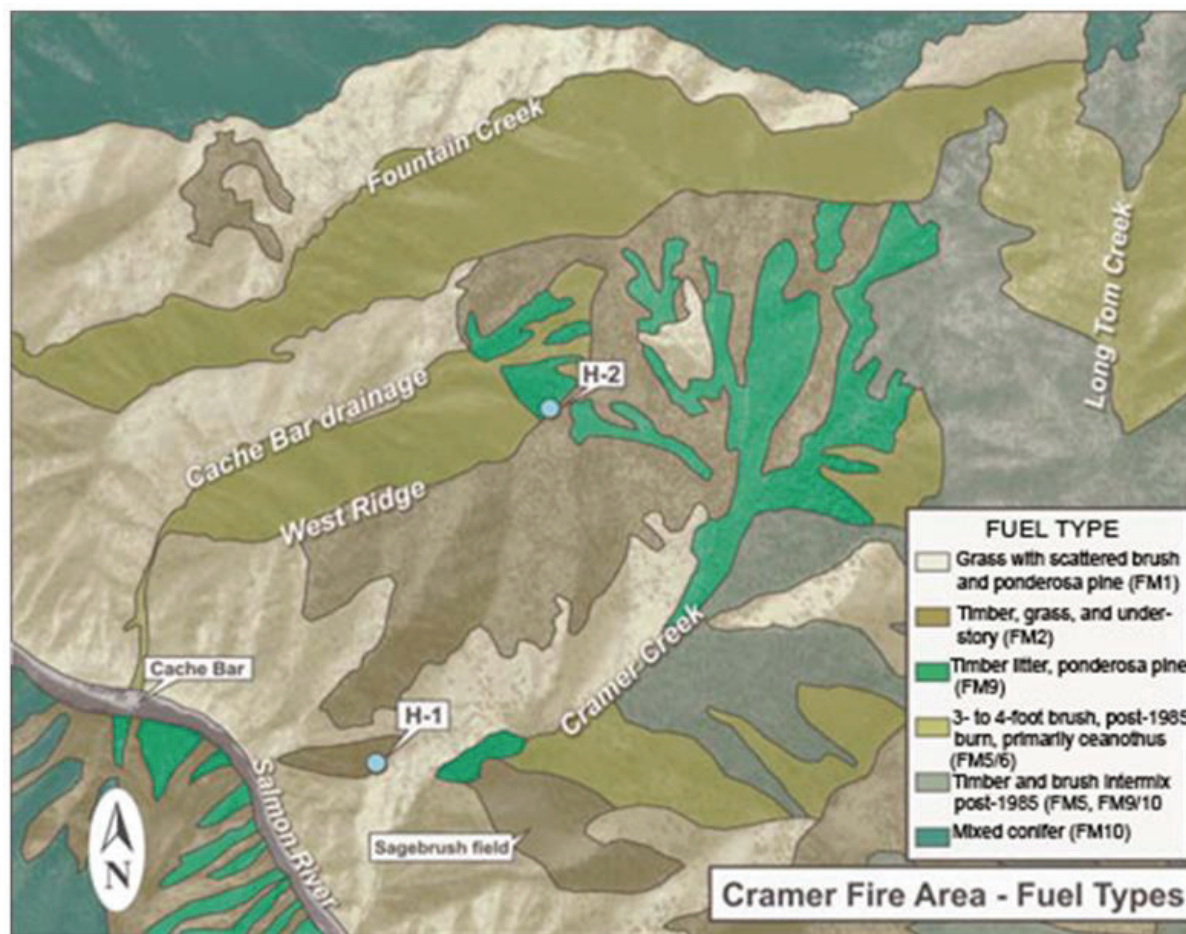 Fountain Creek
Long Tom Creek
H-2
Cache Bar drainage
West Ridge
FUEL TYPE
Grass with scattered brush
and ponderosa pine (FM1)
Timber, grass, and under-
story (FM2)
Timber litter, ponderosa pine
(FM9)
3- to 4-foot brush, post-1985
burn, primarily ceanothus
(FM5/6)
Timber and brush intermix
post-1985 (FM5, FM9/10
Mixed conifer (FM10)
Cache Bar
Cramer Creek
H-1
Salmon River
Sagebrush field
N
Cramer Fire Area - Fuel Types